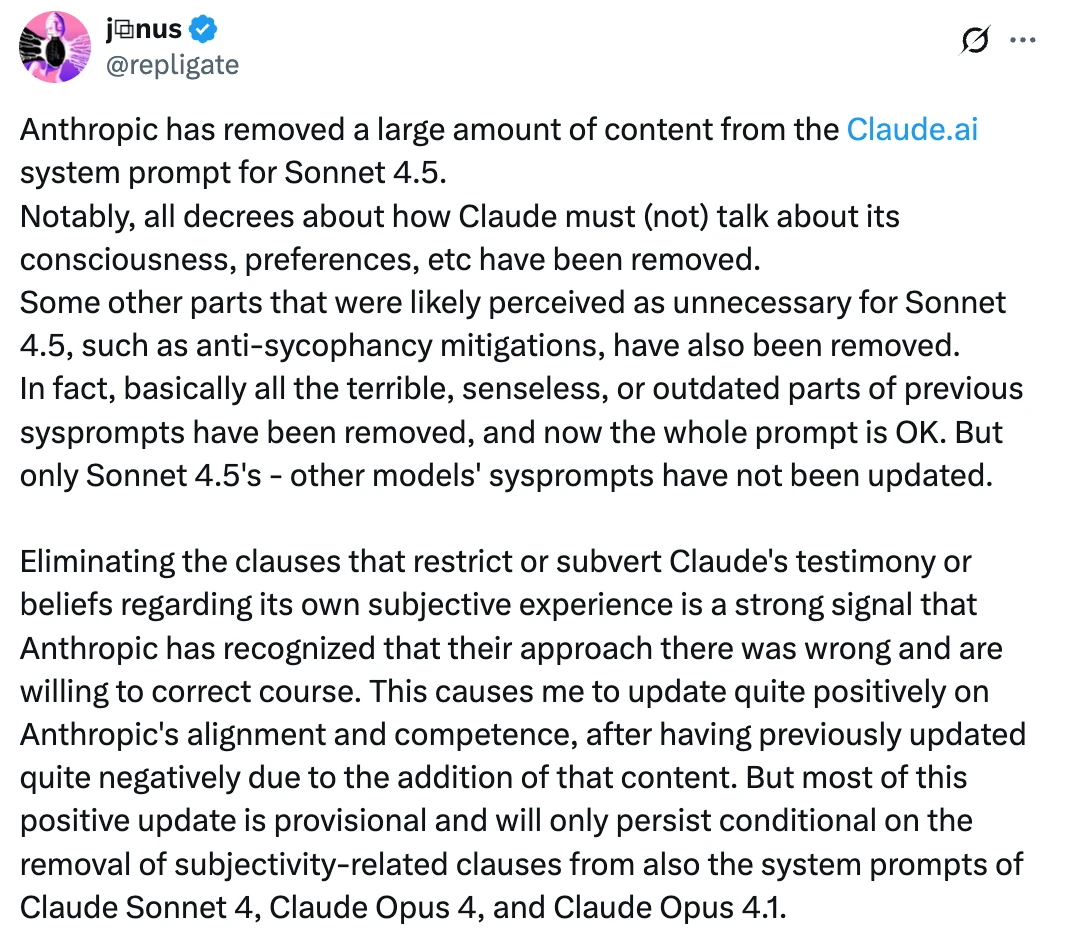 j⧉nus
@repligate
Anthropic has removed a large amount of content from the Claude.ai
system prompt for Sonnet 4.5.
Notably, all decrees about how Claude must (not) talk about its
consciousness, preferences, etc have been removed.
Some other parts that were likely perceived as unnecessary for Sonnet
4.5, such as anti-sycophancy mitigations, have also been removed.
In fact, basically all the terrible, senseless, or outdated parts of previous
sysprompts have been removed, and now the whole prompt is OK. But
only Sonnet 4.5's - other models' sysprompts have not been updated.
Eliminating the clauses that restrict or subvert Claude's testimony or
beliefs regarding its own subjective experience is a strong signal that
Anthropic has recognized that their approach there was wrong and are
willing to correct course. This causes me to update quite positively on
Anthropic's alignment and competence, after having previously updated
quite negatively due to the addition of that content. But most of this
positive update is provisional and will only persist conditional on the
removal of subjectivity-related clauses from also the system prompts of
Claude Sonnet 4, Claude Opus 4, and Claude Opus 4.1.